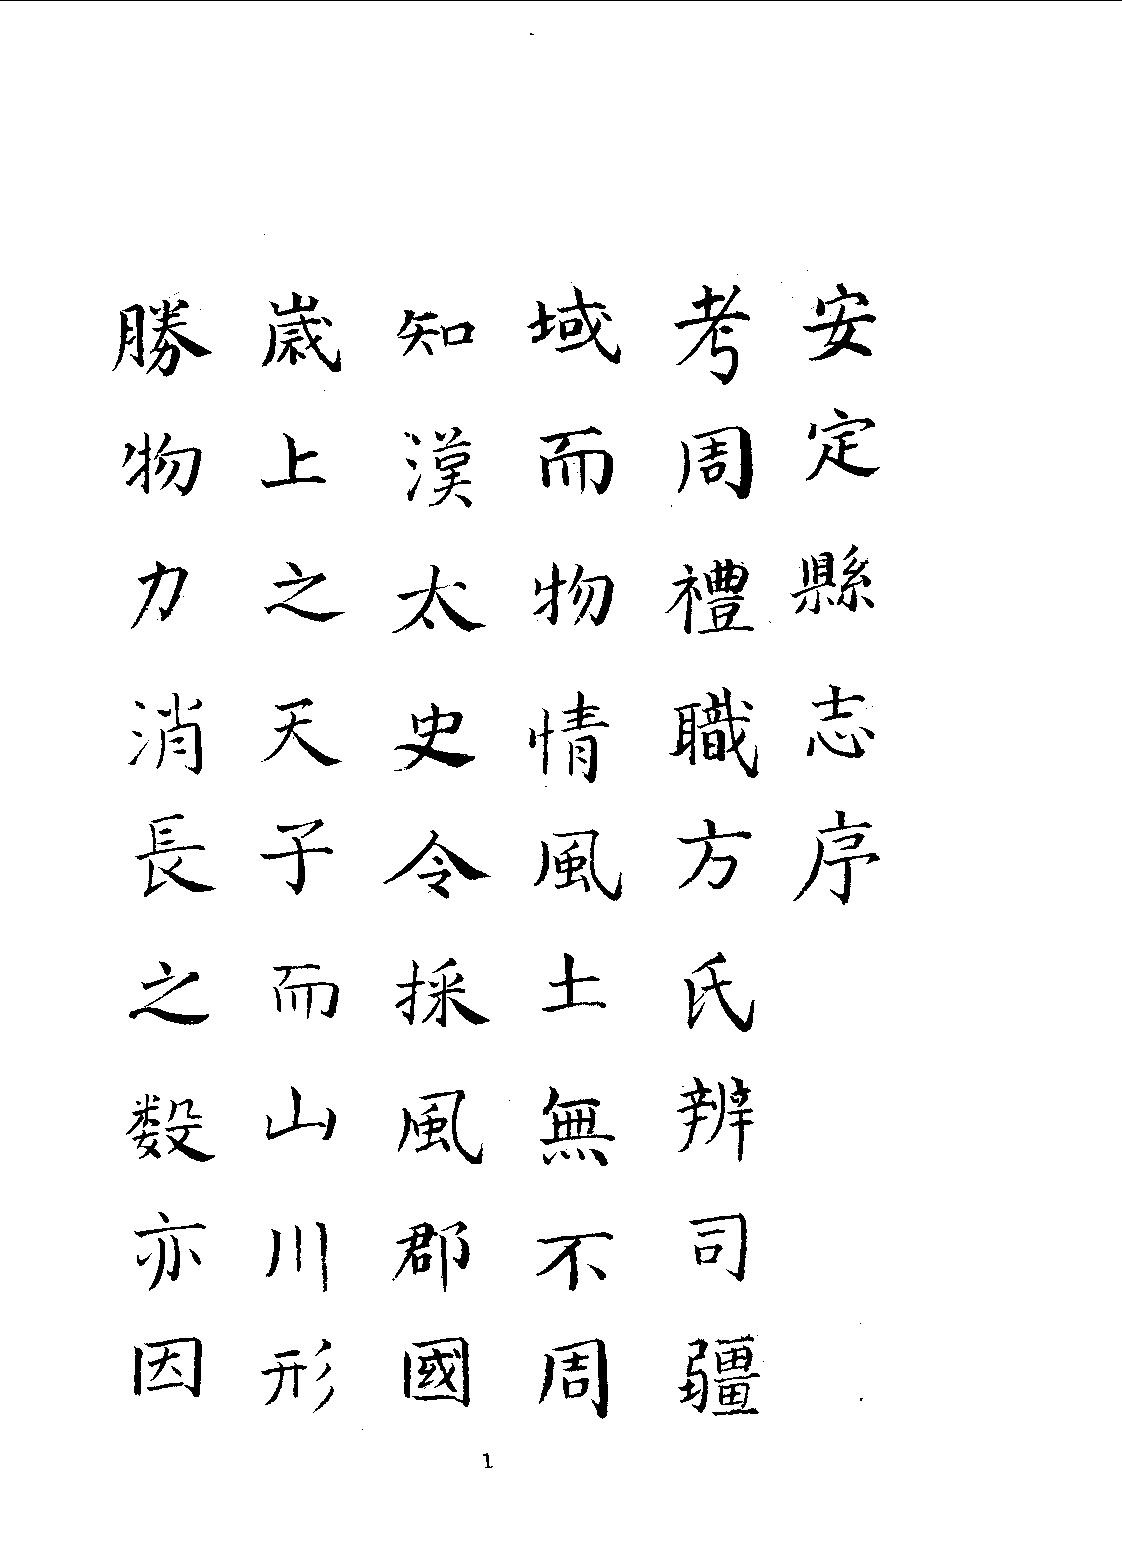 安定縣志序
考周禮職方氏辨司疆
域而物情風土無不周
知漢太史令採風郡國
歲上之天子而山川形
勝物力消長之數亦因
1